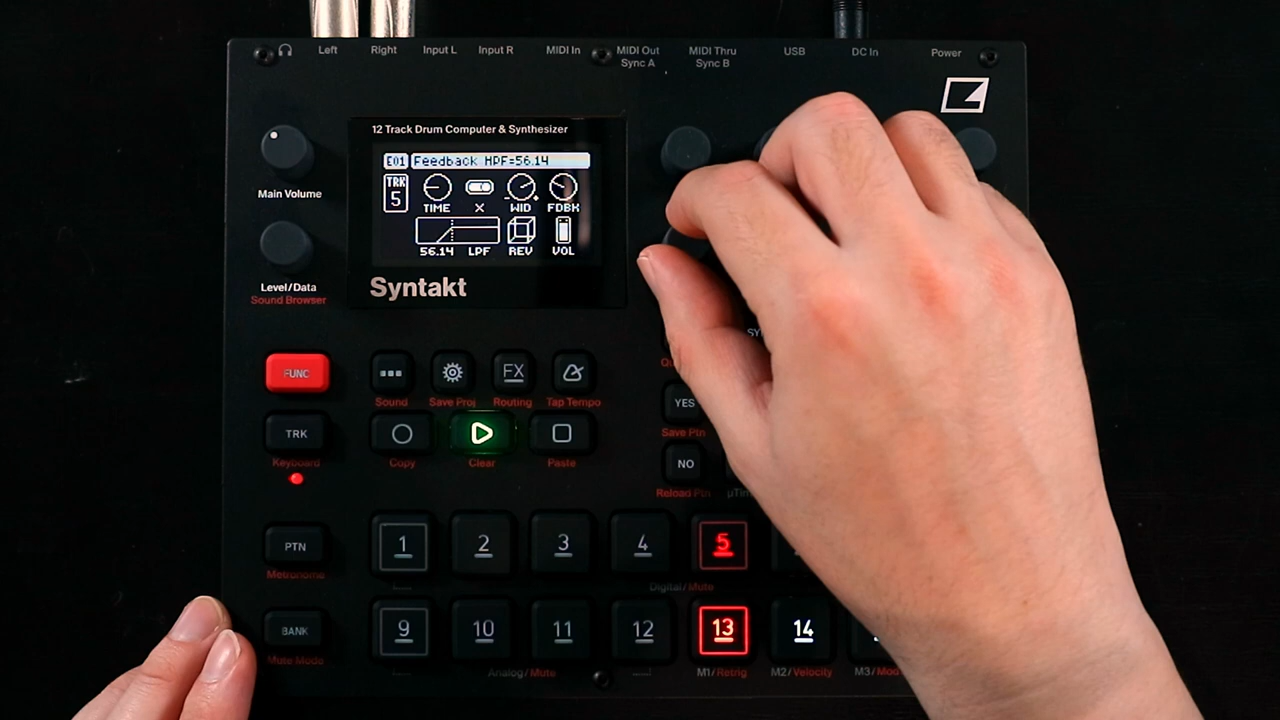 Left Right Input L Input R MIDI In MIDI Out MIDI Thru USB DC In Power
Sync A Sync B
12 Track Drum Computer & Synthesizer
E01 Feedback HPF=56.14
TRK
5
TIME X WID FDBK
56.14 LPF REV VOL
Main Volume
Syntakt
Level/Data
Sound Browser
FUNC
FX
Sound Save Proj Routing Tap Tempo
YES
Save Ptn
TRK
Keyboard Copy Clear Paste
NO
Reload Ptn
PTN 1 2 3 4 5
Metronome
Digital/Mute
BANK 9 10 11 12 13 14
Mute Mode
Analog/Mute M1/Retrig M2/Velocity